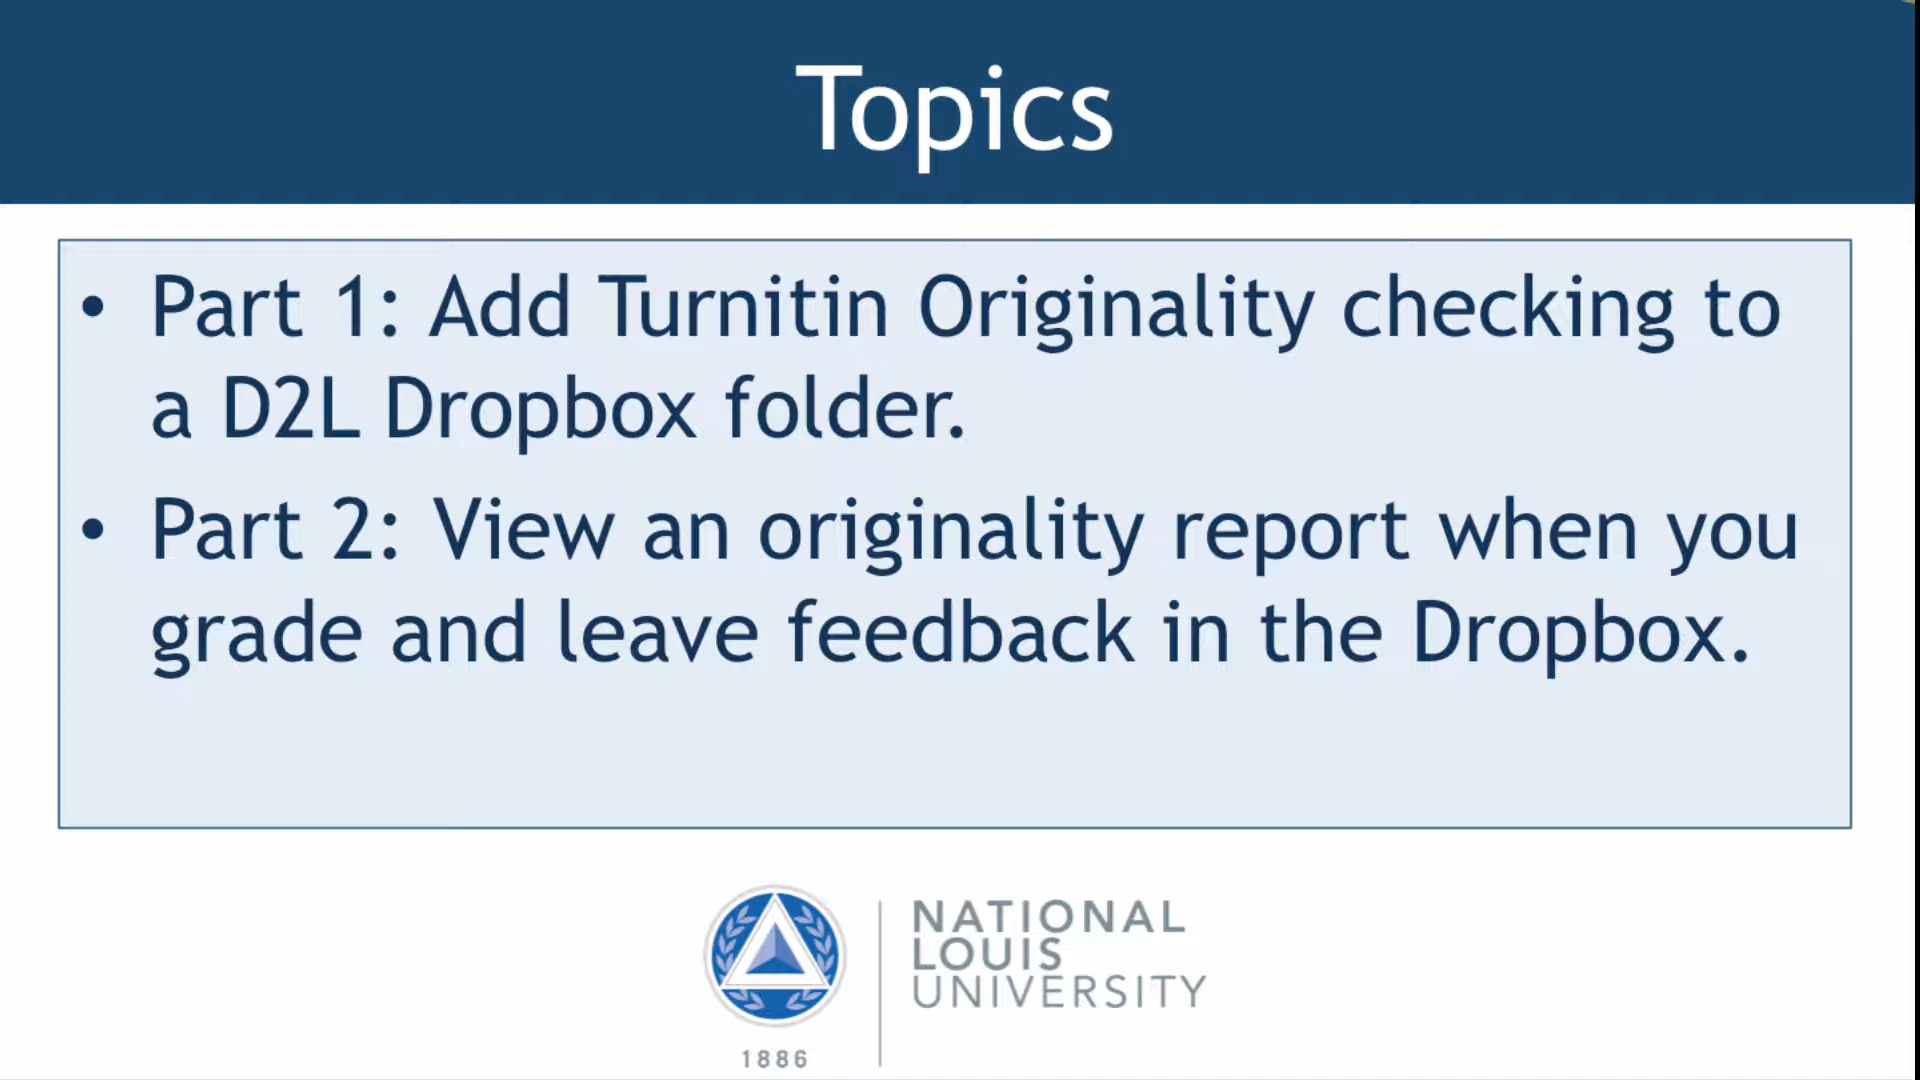 Topics
• Part 1: Add Turnitin Originality checking to
a D2L Dropbox folder.
• Part 2: View an originality report when you
grade and leave feedback in the Dropbox.
NATIONAL
LOUIS
UNIVERSITY
1886